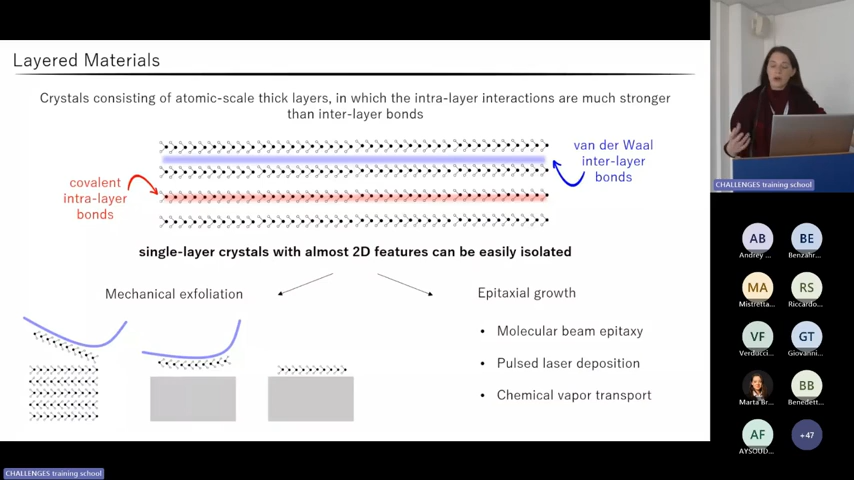 Layered Materials
Crystals consisting of atomic-scale thick layers, in which the intra-layer interactions are much stronger
than inter-layer bonds
covalent
intra-layer
bonds
van der Waal
inter-layer
bonds
single-layer crystals with almost 2D features can be easily isolated
Mechanical exfoliation
Epitaxial growth
• Molecular beam epitaxy
• Pulsed laser deposition
• Chemical vapor transport
CHALLENGES training school
AB
BE
Andrey ...
Benzahr...
MA
RS
Mistretta...
Riccardo...
VF
GT
Verducci...
Giovanni...
BB
Marta Br...
Benedett...
AF
+47
AYSOUD...
CHALLENGES training school